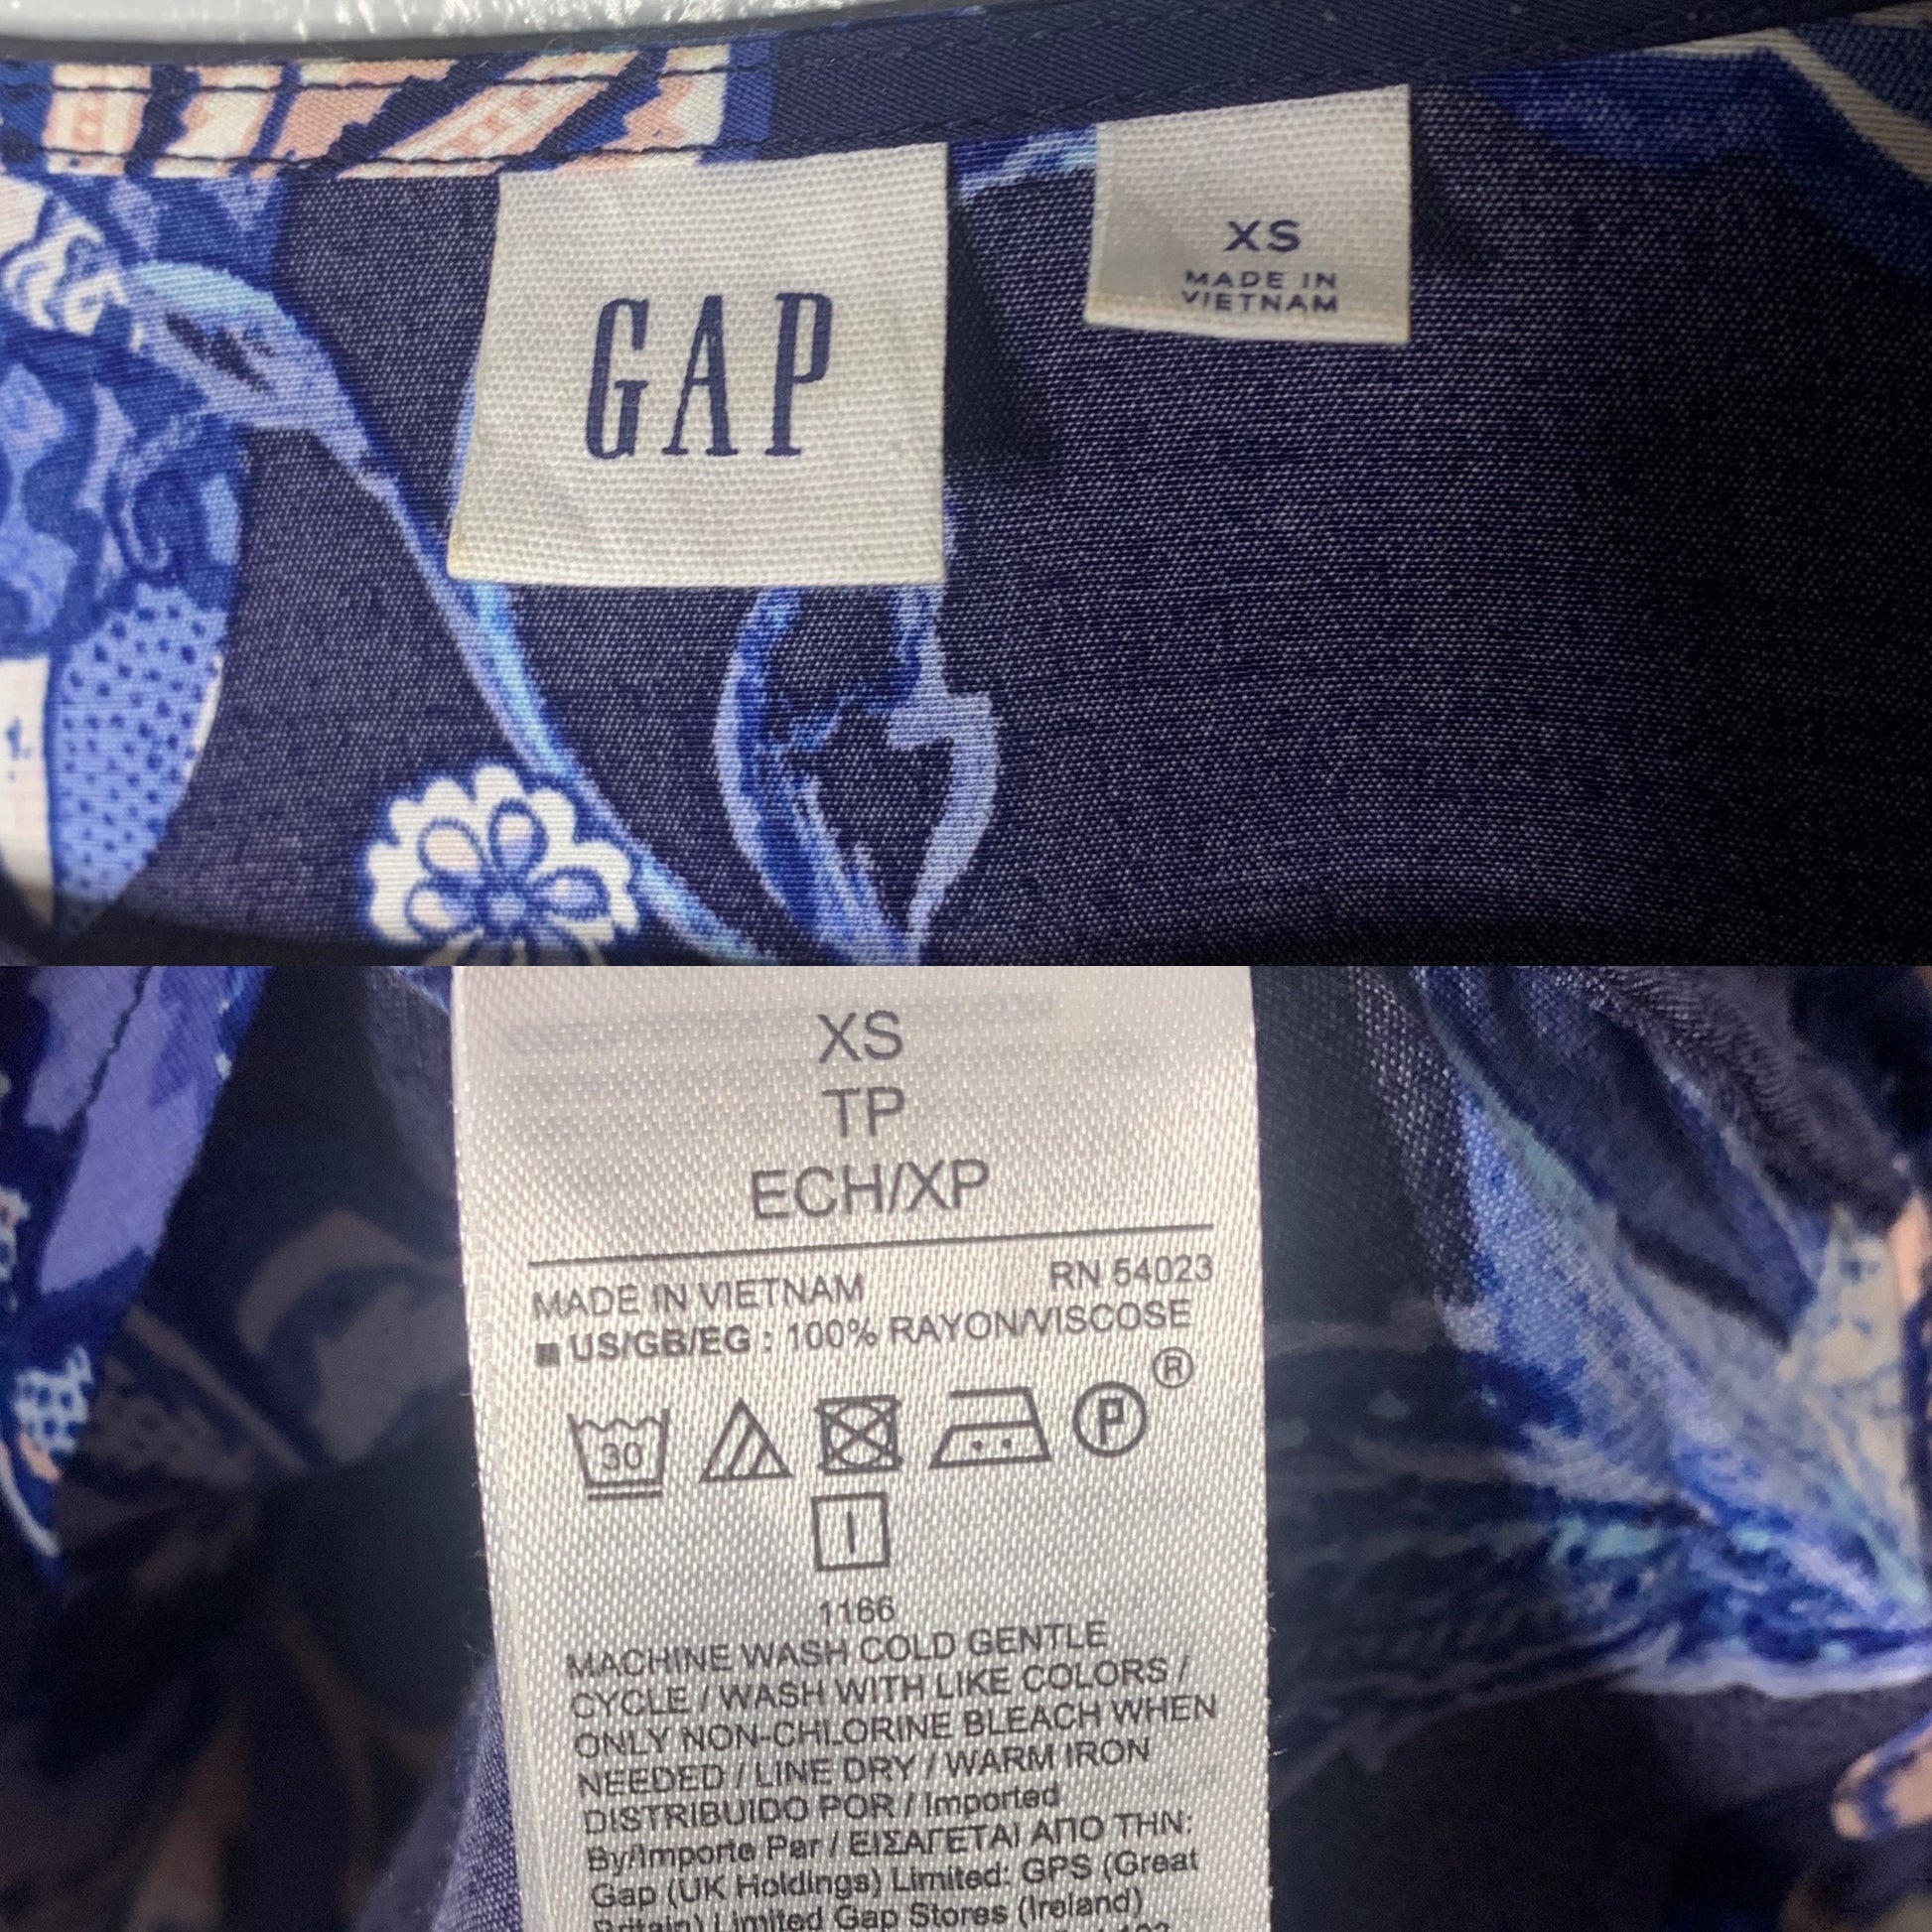 GAP
XS
MADE IN
VIETNAM
XS
TP
ECH/XP
MADE IN VIETNAM
RN 54023
■ US/GB/EG : 100% RAYON/VISCOSE
®
30
P
I
1166
MACHINE WASH COLD GENTLE
CYCLE / WASH WITH LIKE COLORS /
ONLY NON-CHLORINE BLEACH WHEN
NEEDED / LINE DRY / WARM IRON
DISTRIBUIDO POR / Imported
By/Importe Par / ΕΙΣΑΓΕΤΑΙ ΑΠΟ ΤΗΝ:
Gap (UK Holdings) Limited: GPS (Great
Britain) Limited Gap Stores (Ireland)